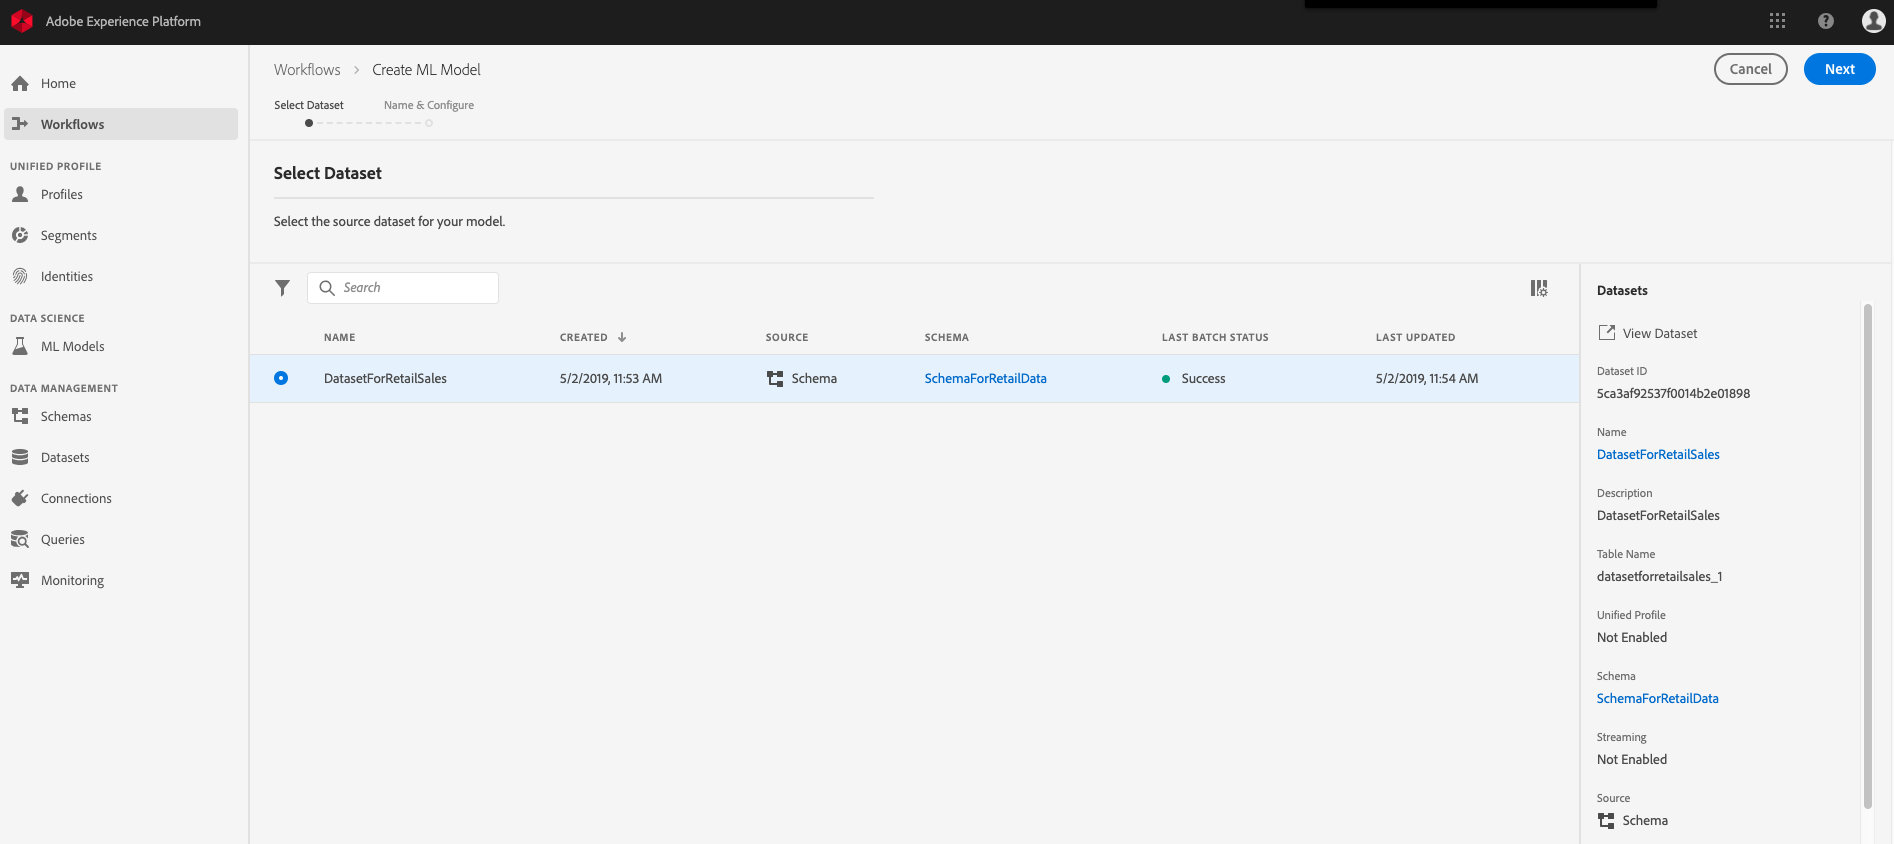 Adobe Experience Platform
Home
Workflows
UNIFIED PROFILE
Profiles
Segments
Identities
DATA SCIENCE
ML Models
DATA MANAGEMENT
Schemas
Datasets
Connections
Queries
Monitoring
Workflows > Create ML Model
Cancel Next
Select Dataset Name & Configure
Select Dataset
Select the source dataset for your model.
Search
NAME CREATED ↓ SOURCE SCHEMA LAST BATCH STATUS LAST UPDATED
DatasetForRetailSales 5/2/2019, 11:53 AM Schema SchemaForRetailData Success 5/2/2019, 11:54 AM
Datasets
View Dataset
Dataset ID
5ca3af92537f0014b2e01898
Name
DatasetForRetailSales
Description
DatasetForRetailSales
Table Name
datasetforretailsales_1
Unified Profile
Not Enabled
Schema
SchemaForRetailData
Streaming
Not Enabled
Source
Schema